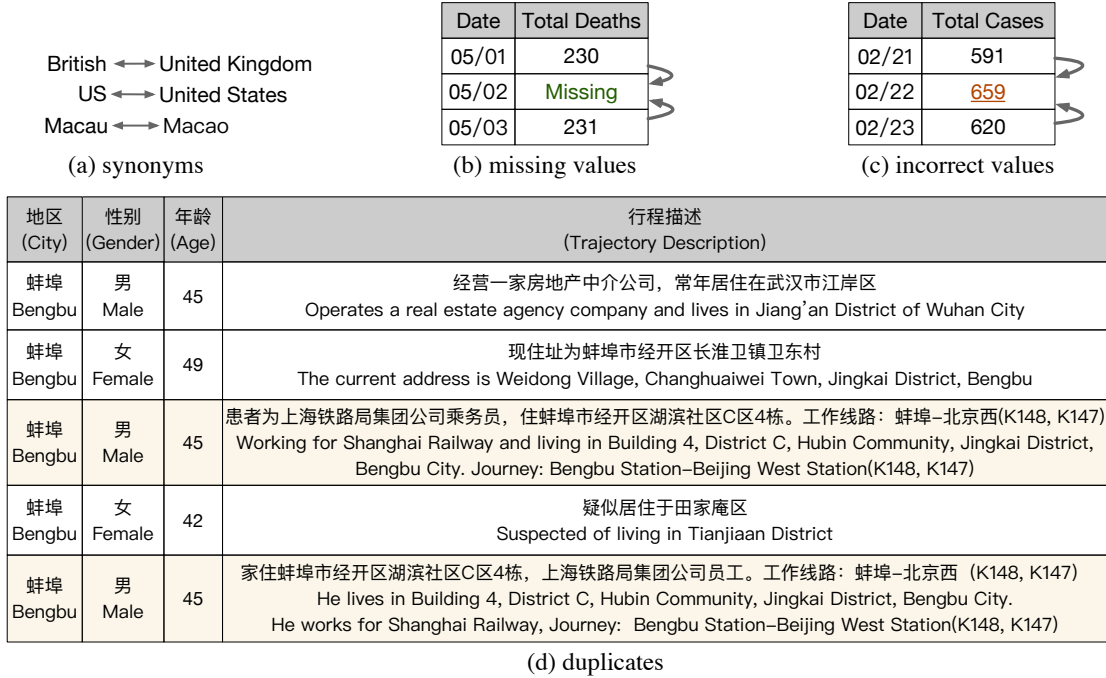 British ⟷ United Kingdom
US ⟷ United States
Macau ⟷ Macao
(a) synonyms
Date Total Deaths
05/01 230
05/02 Missing
05/03 231
(b) missing values
Date Total Cases
02/21 591
02/22 659
02/23 620
(c) incorrect values
地区 性别 年龄 行程描述
(City) (Gender) (Age) (Trajectory Description)
蚌埠 男 45 经营一家房地产中介公司，常年居住在武汉市江岸区
Bengbu Male Operates a real estate agency company and lives in Jiang'an District of Wuhan City
蚌埠 女 49 现住址为蚌埠市经开区长淮卫镇卫东村
Bengbu Female The current address is Weidong Village, Changhuaiwei Town, Jingkai District, Bengbu
患者为上海铁路局集团公司乘务员，住蚌埠市经开区湖滨社区C区4栋。工作线路：蚌埠-北京西(K148, K147)
蚌埠 男 45 Working for Shanghai Railway and living in Building 4, District C, Hubin Community, Jingkai District,
Bengbu Male Bengbu City. Journey: Bengbu Station-Beijing West Station(K148, K147)
蚌埠 女 42 疑似居住于田家庵区
Bengbu Female Suspected of living in Tianjiaan District
家住蚌埠市经开区湖滨社区C区4栋，上海铁路局集团公司员工。工作线路：蚌埠-北京西（K148, K147）
蚌埠 男 45 He lives in Building 4, District C, Hubin Community, Jingkai District, Bengbu City.
Bengbu Male He works for Shanghai Railway, Journey: Bengbu Station-Beijing West Station(K148, K147)
(d) duplicates